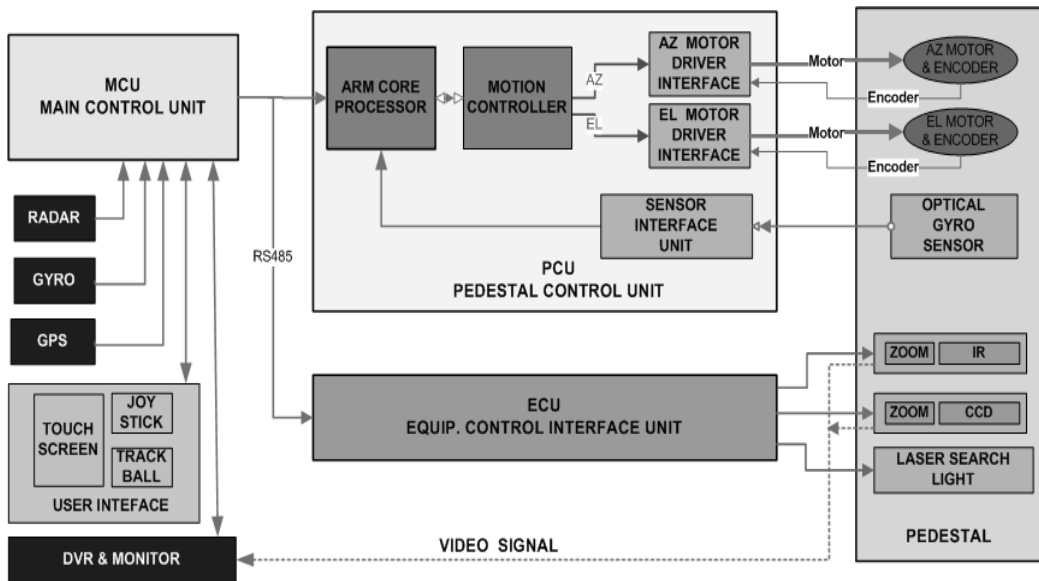 MCU
MAIN CONTROL UNIT
RADAR
GYRO
GPS
TOUCH
SCREEN
JOY
STICK
TRACK
BALL
USER INTEFACE
DVR & MONITOR
RS485
ARM CORE
PROCESSOR
MOTION
CONTROLLER
AZ
EL
AZ MOTOR
DRIVER
INTERFACE
EL MOTOR
DRIVER
INTERFACE
SENSOR
INTERFACE
UNIT
PCU
PEDESTAL CONTROL UNIT
ECU
EQUIP. CONTROL INTERFACE UNIT
VIDEO SIGNAL
Motor
Encoder
Motor
Encoder
AZ MOTOR
& ENCODER
EL MOTOR
& ENCODER
OPTICAL
GYRO
SENSOR
ZOOM IR
ZOOM CCD
LASER SEARCH
LIGHT
PEDESTAL